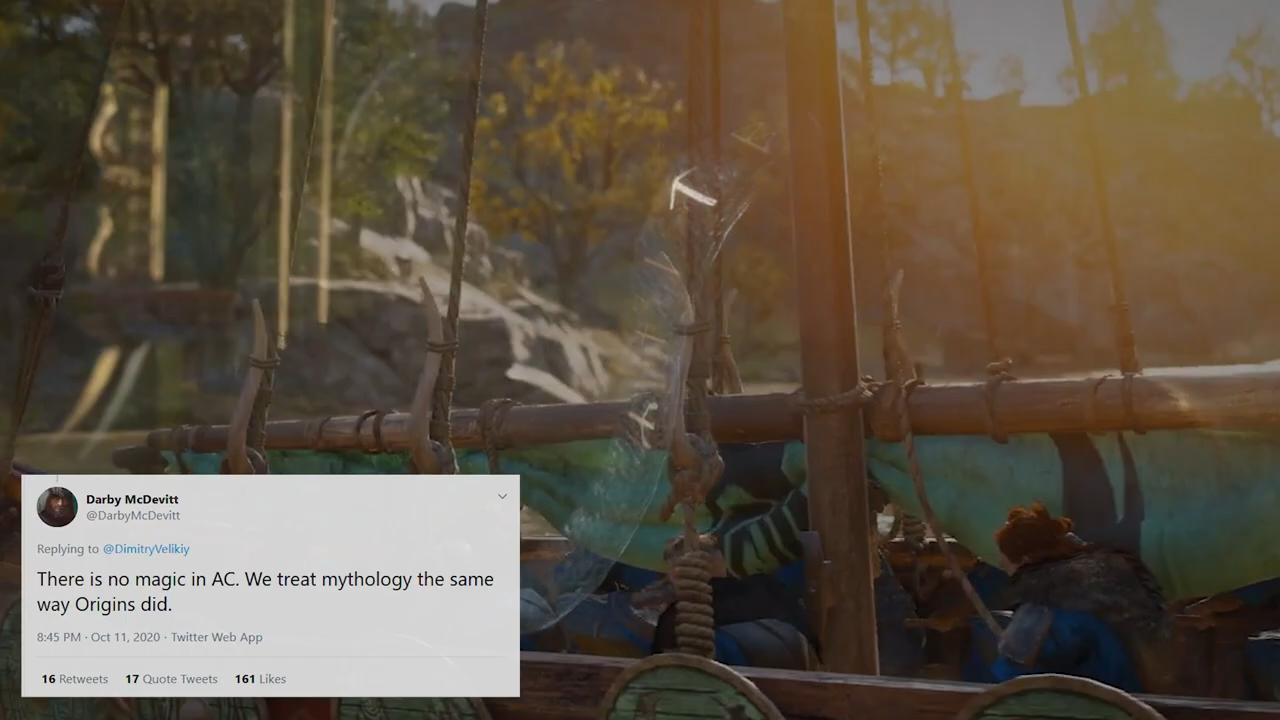 Darby McDevitt
@DarbyMcDevitt
Replying to @DimitryVelikiy
There is no magic in AC. We treat mythology the same
way Origins did.
8:45 PM · Oct 11, 2020 · Twitter Web App
16 Retweets 17 Quote Tweets 161 Likes